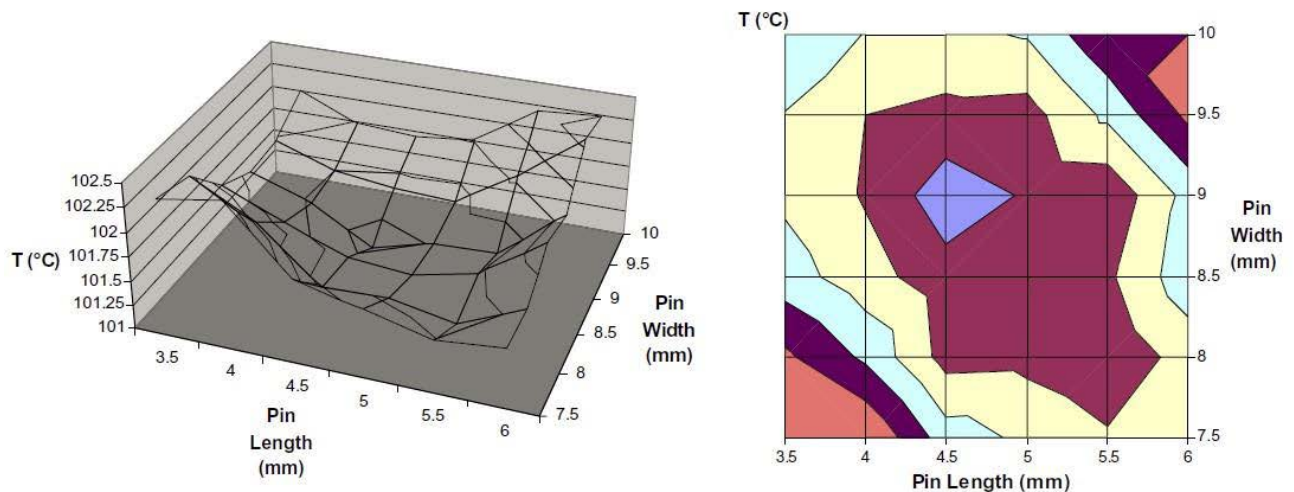 102.5
102.25
102
T (°C) 101.75
101.5
101.25
101
3.5
4
4.5
5
5.5
6
Pin
Length
(mm)
10
9.5
9
8.5
8
7.5
Pin
Width
(mm)
T (°C)
10
9.5
9
8.5
8
7.5
Pin
Width
(mm)
3.5 4 4.5 5 5.5 6
Pin Length (mm)